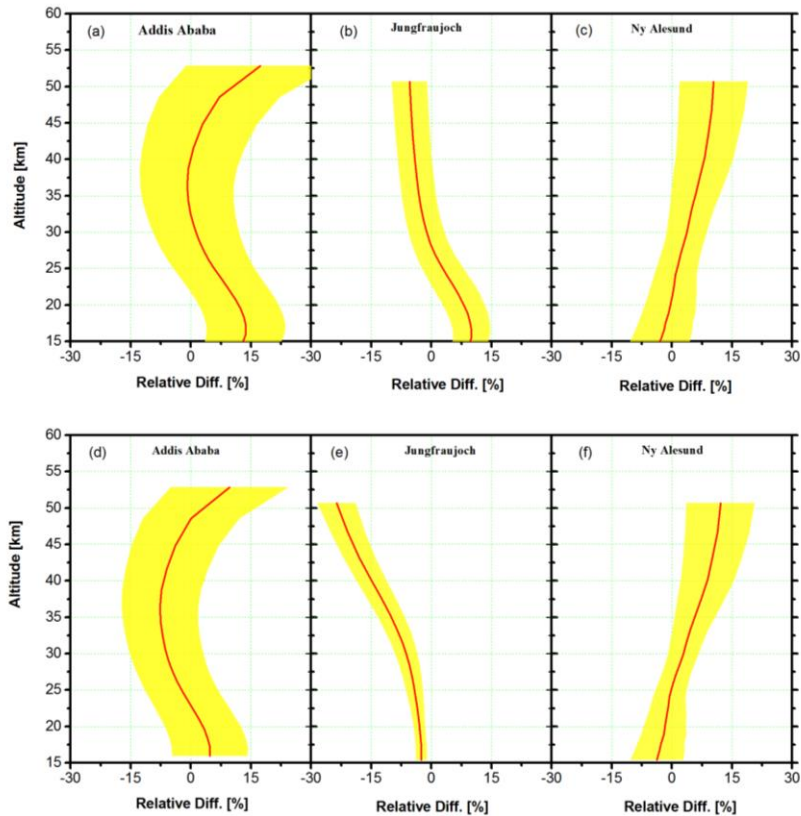 (a) Addis Ababa (b) Jungfraujoch (c) Ny Alesund
60
55
50
45
40
35
30
25
20
15
Altitude [km]
-30 -15 0 15 -30 -15 0 15 -30 -15 0 15 30
Relative Diff. [%] Relative Diff. [%] Relative Diff. [%]
(d) Addis Ababa (e) Jungfraujoch (f) Ny Alesund
60
55
50
45
40
35
30
25
20
15
Altitude [km]
-30 -15 0 15 -30 -15 0 15 -30 -15 0 15 30
Relative Diff. [%] Relative Diff. [%] Relative Diff. [%]